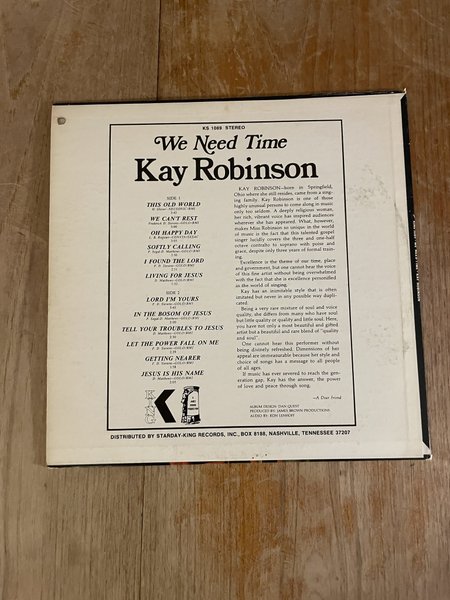 KS 1089 STEREO
We Need Time
Kay Robinson
SIDE 1
THIS OLD WORLD
WE CAN'T REST
OH HAPPY DAY
SOFTLY CALLING
I FOUND THE LORD
LIVING FOR JESUS
SIDE 2
LORD I'M YOURS
IN THE BOSOM OF JESUS
TELL YOUR TROUBLES TO JESUS
LET THE POWER FALL ON ME
GETTING NEARER
JESUS IS HIS NAME
KAY ROBINSON—born in Springfield,
Ohio where she still resides, came from a sing-
ing family. Kay Robinson is one of those
highly unusual persons to come along in music
only too seldom. A deeply religious woman,
her rich, vibrant voice has inspired audiences
wherever she has appeared. What, however,
makes Miss Robinson so unique in the world
of music is the fact that this talented gospel
singer lucidly covers the three and one-half
octave contralto to soprano with poise and
grace, despite only three years of formal train-
ing.
Excellence is the theme of our time, place
and government, but one cannot hear the voice
of this fine artist without being overwhelmed
with the fact that she is excellence personified
in the world of singing.
Kay has an inimitable style that is often
imitated but never in any possible way dupli-
cated.
Being a very rare mixture of soul and voice
quality, she differs from many who have soul
but little quality or quality and little soul. Here,
you have not only a most beautiful and gifted
artist but a beautiful and rare blend of "quality
and soul".
One cannot hear this performer without
being divinely refreshed. Dimensions of her
appeal are immeasurable because her style and
choice of songs has a message to all people
of all ages.
If music has ever seemed to reach the gen-
eration gap, Kay has the answer, the power
of love and peace through song.
—A Dear Friend
ALBUM DESIGN: DAN QUEST
PRODUCED BY: JAMES BROWN PRODUCTIONS
AUDIO BY: RON LENHOFF
K
DISTRIBUTED BY STARDAY-KING RECORDS, INC., BOX 8188, NASHVILLE, TENNESSEE 37207